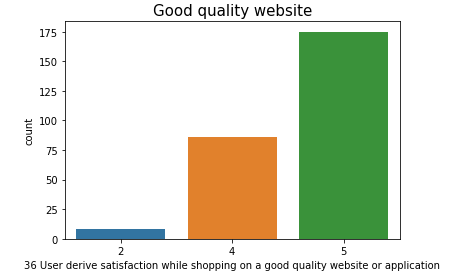 Good quality website
175
150
125
100
75
50
25
0
count
2 4 5
36 User derive satisfaction while shopping on a good quality website or application